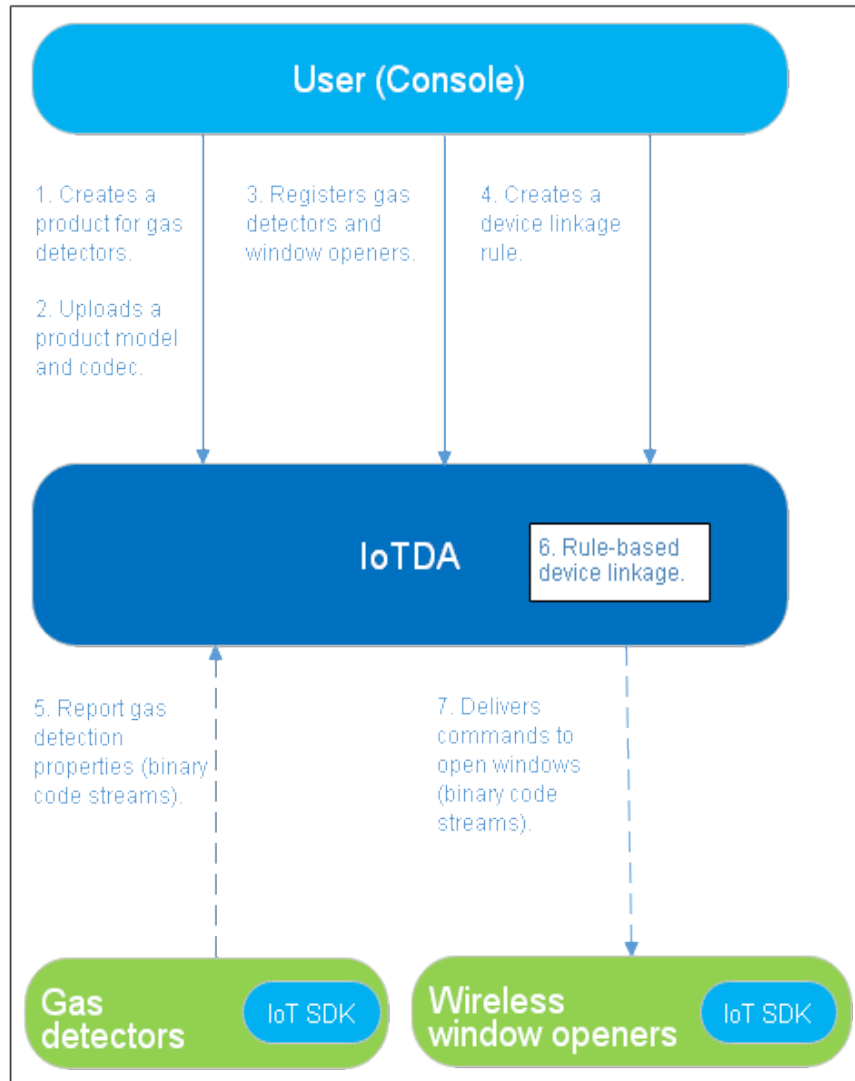 User (Console)
1. Creates a
product for gas
detectors.
2. Uploads a
product model
and codec.
3. Registers gas
detectors and
window openers.
4. Creates a
device linkage
rule.
IoTDA
6. Rule-based
device linkage.
5. Report gas
detection
properties (binary
code streams).
7. Delivers
commands to
open windows
(binary code
streams).
Gas
detectors
IoT SDK
Wireless
window openers
IoT SDK